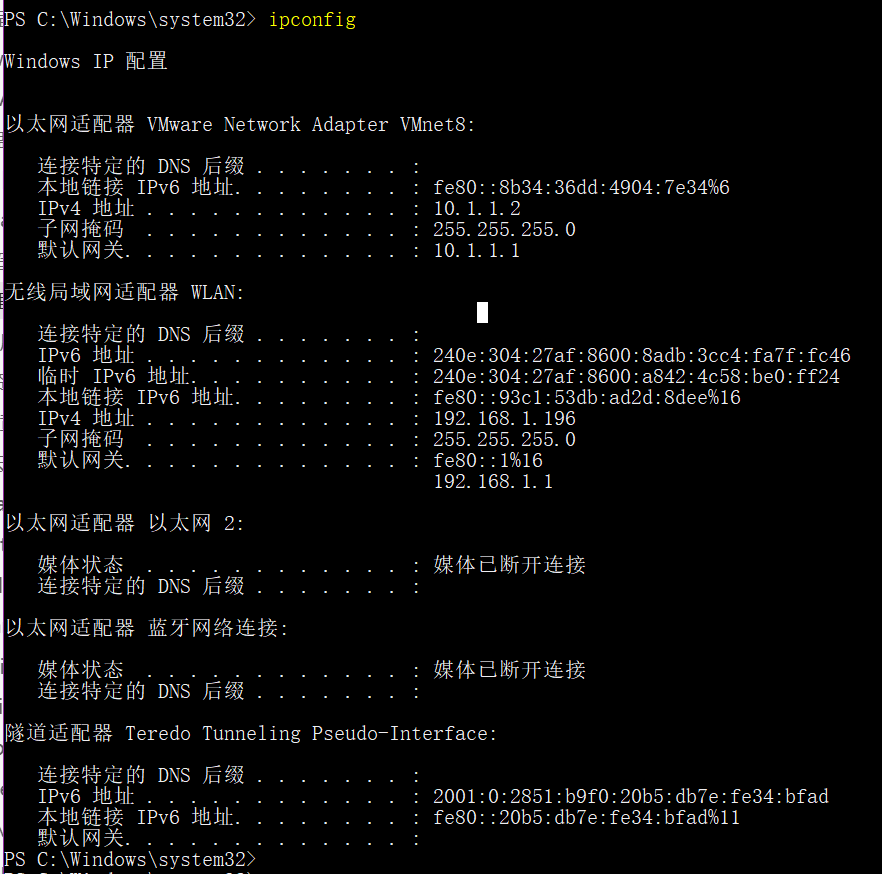 PS C:\Windows\system32> ipconfig
Windows IP 配置
以太网适配器 VMware Network Adapter VMnet8:
连接特定的 DNS 后缀 . . . . . . . :
本地链接 IPv6 地址. . . . . . . . : fe80::8b34:36dd:4904:7e34%6
IPv4 地址 . . . . . . . . . . . . : 10.1.1.2
子网掩码 . . . . . . . . . . . . : 255.255.255.0
默认网关. . . . . . . . . . . . . : 10.1.1.1
无线局域网适配器 WLAN:
连接特定的 DNS 后缀 . . . . . . . :
IPv6 地址 . . . . . . . . . . . . : 240e:304:27af:8600:8adb:3cc4:fa7f:fc46
临时 IPv6 地址. . . . . . . . . . : 240e:304:27af:8600:a842:4c58:be0:ff24
本地链接 IPv6 地址. . . . . . . . : fe80::93c1:53db:ad2d:8dee%16
IPv4 地址 . . . . . . . . . . . . : 192.168.1.196
子网掩码 . . . . . . . . . . . . : 255.255.255.0
默认网关. . . . . . . . . . . . . : fe80::1%16
192.168.1.1
以太网适配器 以太网 2:
媒体状态 . . . . . . . . . . . . : 媒体已断开连接
连接特定的 DNS 后缀 . . . . . . . :
以太网适配器 蓝牙网络连接:
媒体状态 . . . . . . . . . . . . : 媒体已断开连接
连接特定的 DNS 后缀 . . . . . . . :
隧道适配器 Teredo Tunneling Pseudo-Interface:
连接特定的 DNS 后缀 . . . . . . . :
IPv6 地址 . . . . . . . . . . . . : 2001:0:2851:b9f0:20b5:db7e:fe34:bfad
本地链接 IPv6 地址. . . . . . . . : fe80::20b5:db7e:fe34:bfad%11
默认网关. . . . . . . . . . . . . :
PS C:\Windows\system32>